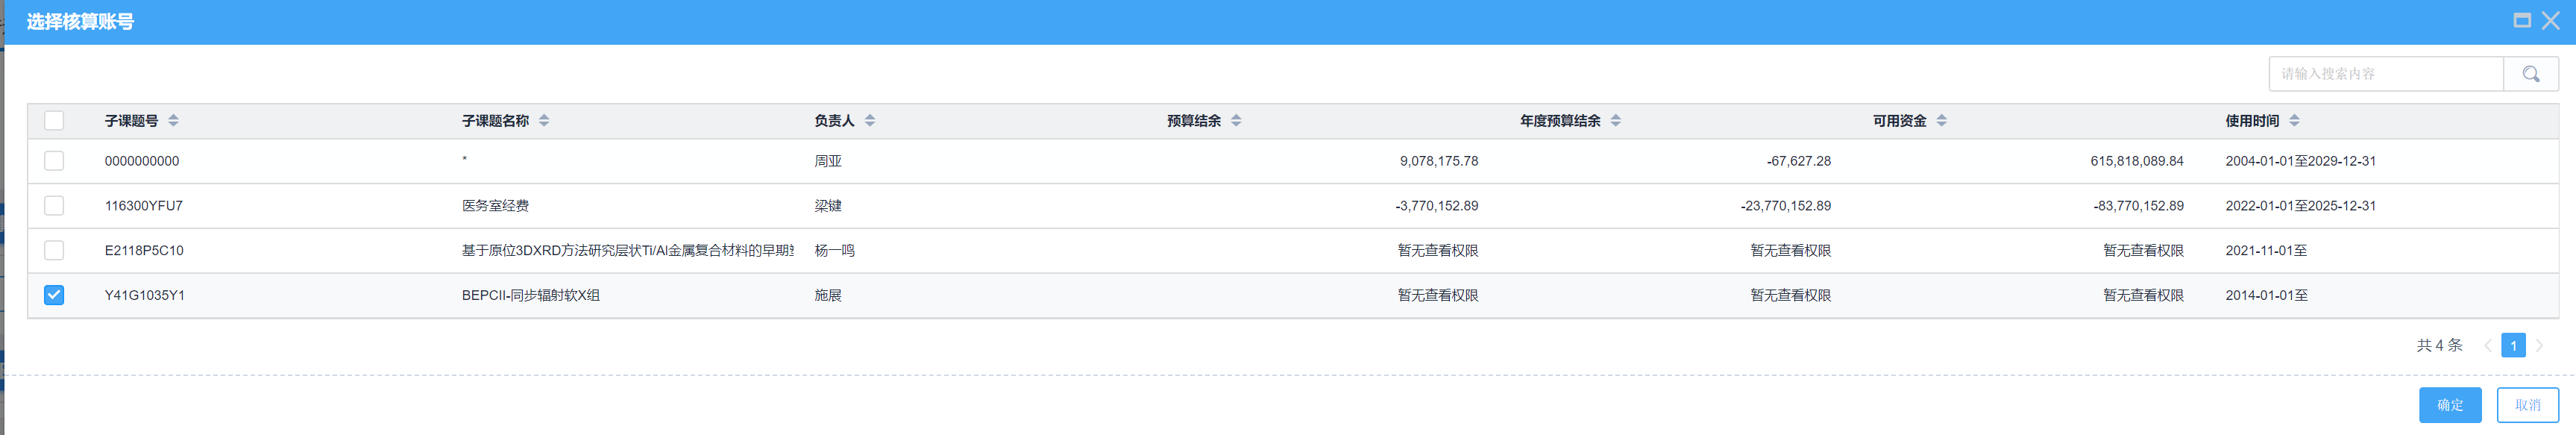 选择核算账号
请输入搜索内容
子课题号 子课题名称 负责人 预算结余 年度预算结余 可用资金 使用时间
0000000000 * 周亚 9,078,175.78 -67,627.28 615,818,089.84 2004-01-01至2029-12-31
116300YFU7 医务室经费 梁键 -3,770,152.89 -23,770,152.89 -83,770,152.89 2022-01-01至2025-12-31
E2118P5C10 基于原位3DXRD方法研究层状Ti/Al金属复合材料的早期 杨一鸣 暂无查看权限 暂无查看权限 暂无查看权限 2021-11-01至
Y41G1035Y1 BEPCII-同步辐射软X组 施展 暂无查看权限 暂无查看权限 暂无查看权限 2014-01-01至
共 4 条 1
确定 取消